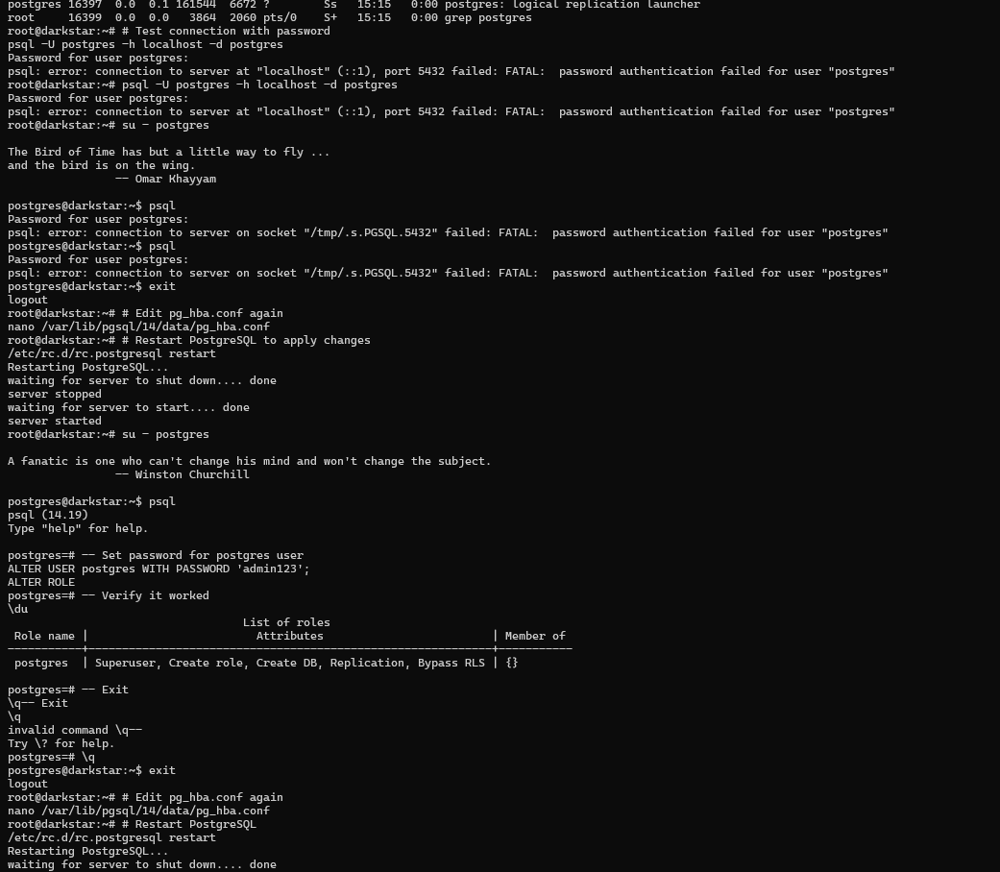 postgres 16397  0.0  0.1 161544  6672 ?        Ss   15:15   0:00 postgres: logical replication launcher
root     16399  0.0  0.0   3864  2060 pts/0    S+   15:15   0:00 grep postgres
root@darkstar:~# # Test connection with password
psql -U postgres -h localhost -d postgres
Password for user postgres:
psql: error: connection to server at "localhost" (::1), port 5432 failed: FATAL:  password authentication failed for user "postgres"
root@darkstar:~# psql -U postgres -h localhost -d postgres
Password for user postgres:
psql: error: connection to server at "localhost" (::1), port 5432 failed: FATAL:  password authentication failed for user "postgres"
root@darkstar:~# su - postgres
The Bird of Time has but a little way to fly ...
and the bird is on the wing.
                -- Omar Khayyam
postgres@darkstar:~$ psql
Password for user postgres:
psql: error: connection to server on socket "/tmp/.s.PGSQL.5432" failed: FATAL:  password authentication failed for user "postgres"
postgres@darkstar:~$ psql
Password for user postgres:
psql: error: connection to server on socket "/tmp/.s.PGSQL.5432" failed: FATAL:  password authentication failed for user "postgres"
postgres@darkstar:~$ exit
logout
root@darkstar:~# # Edit pg_hba.conf again
nano /var/lib/pgsql/14/data/pg_hba.conf
root@darkstar:~# # Restart PostgreSQL to apply changes
/etc/rc.d/rc.postgresql restart
Restarting PostgreSQL...
waiting for server to shut down.... done
server stopped
waiting for server to start.... done
server started
root@darkstar:~# su - postgres
A fanatic is one who can't change his mind and won't change the subject.
                -- Winston Churchill
postgres@darkstar:~$ psql
psql (14.19)
Type "help" for help.
postgres=# -- Set password for postgres user
ALTER USER postgres WITH PASSWORD 'admin123';
ALTER ROLE
postgres=# -- Verify it worked
\du
                                   List of roles
 Role name |                         Attributes                         | Member of
-----------+------------------------------------------------------------+-----------
 postgres  | Superuser, Create role, Create DB, Replication, Bypass RLS | {}
postgres=# -- Exit
\q-- Exit
\q
invalid command \q--
Try \? for help.
postgres=# \q
postgres@darkstar:~$ exit
logout
root@darkstar:~# # Edit pg_hba.conf again
nano /var/lib/pgsql/14/data/pg_hba.conf
root@darkstar:~# # Restart PostgreSQL
/etc/rc.d/rc.postgresql restart
Restarting PostgreSQL...
waiting for server to shut down.... done